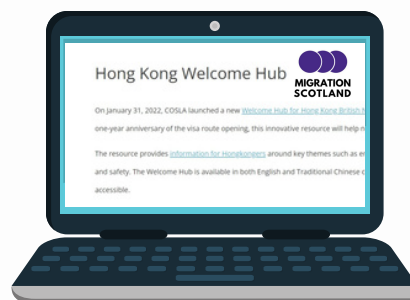 Hong Kong Welcome Hub
MIGRATION
SCOTLAND
On January 31, 2022, COSLA launched a new Welcome Hub for Hong Kong British
one-year anniversary of the visa route opening, this innovative resource will help
The resource provides information for Hongkongers around key themes such as
and safety. The Welcome Hub is available in both English and Traditional Chinese
accessible.